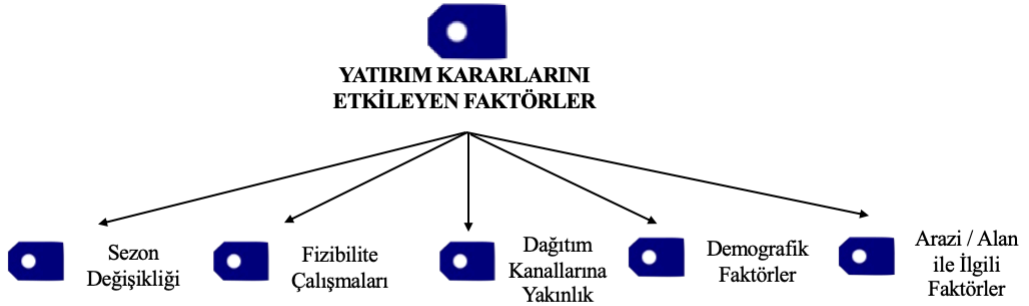 YATIRIM KARARLARINI
ETKİLEYEN FAKTÖRLER
Sezon
Değişikliği
Fizibilite
Çalışmaları
Dağıtım
Kanallarına
Yakınlık
Demografik
Faktörler
Arazi / Alan
ile İlgili
Faktörler